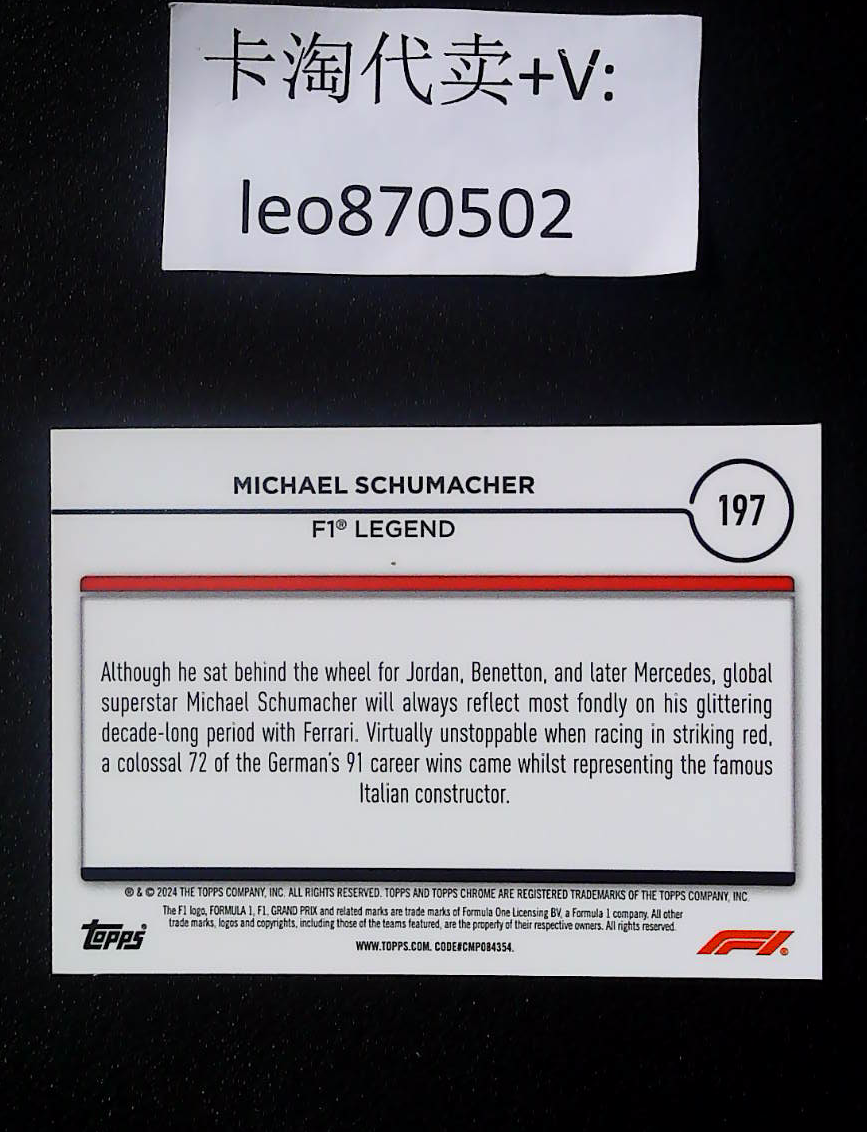 卡淘代卖+V:
leo870502
MICHAEL SCHUMACHER
197
F1® LEGEND
Although he sat behind the wheel for Jordan, Benetton, and later Mercedes, global
superstar Michael Schumacher will always reflect most fondly on his glittering
decade-long period with Ferrari. Virtually unstoppable when racing in striking red,
a colossal 72 of the German's 91 career wins came whilst representing the famous
Italian constructor.
® & © 2024 THE TOPPS COMPANY, INC. ALL RIGHTS RESERVED. TOPPS AND TOPPS CHROME ARE REGISTERED TRADEMARKS OF THE TOPPS COMPANY, INC.
The F1 logo, FORMULA 1, F1, GRAND PRIX and related marks are trade marks of Formula One Licensing BV, a Formula 1 company. All other
trade marks, logos and copyrights, including those of the teams featured, are the property of their respective owners. All rights reserved.
WWW.TOPPS.COM. CODE#CMP084354.
topps®
F1®